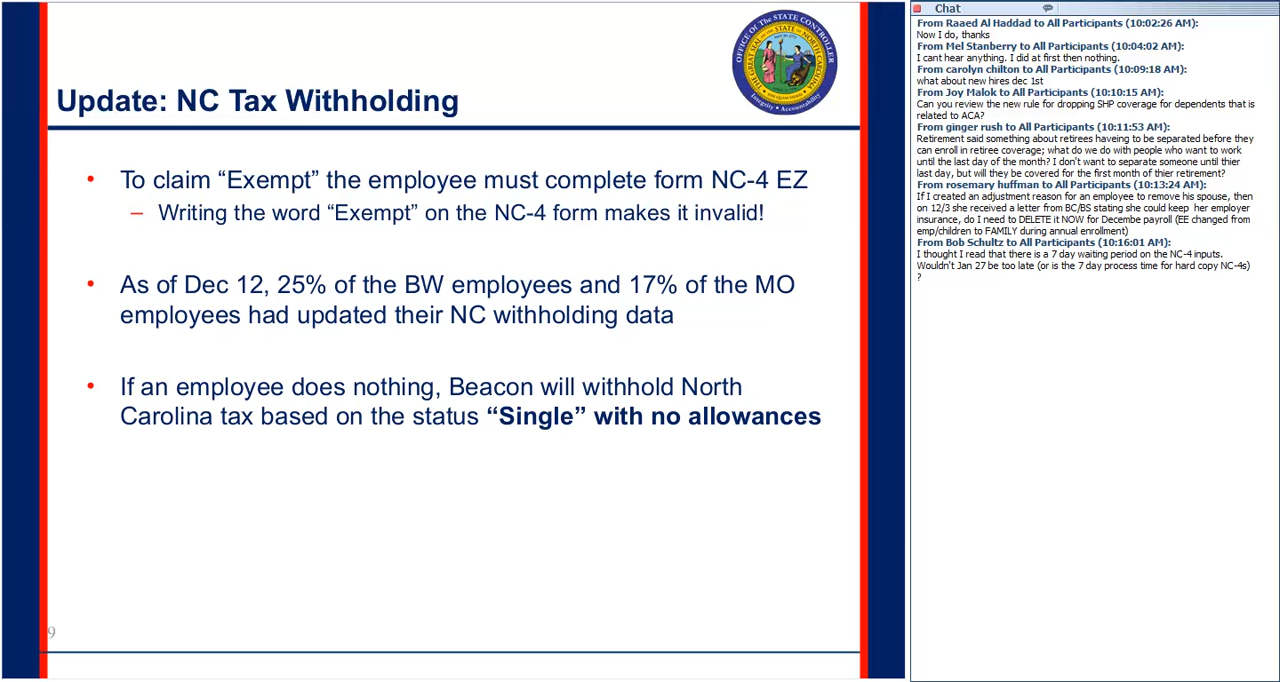 OFFICE OF THE STATE CONTROLLER
THE GREAT SEAL OF THE STATE OF NORTH CAROLINA
Integrity • Accountability
Update: NC Tax Withholding
• To claim “Exempt” the employee must complete form NC-4 EZ
– Writing the word “Exempt” on the NC-4 form makes it invalid!
• As of Dec 12, 25% of the BW employees and 17% of the MO
employees had updated their NC withholding data
• If an employee does nothing, Beacon will withhold North
Carolina tax based on the status “Single” with no allowances
9
Chat
From Raaed Al Haddad to All Participants (10:02:26 AM):
Now I do, thanks
From Mel Stanberry to All Participants (10:04:02 AM):
I cant hear anything. I did at first then nothing.
From carolyn chilton to All Participants (10:09:18 AM):
what about new hires dec 1st
From Joy Malok to All Participants (10:10:15 AM):
Can you review the new rule for dropping SHP coverage for dependents that is
related to ACA?
From ginger rush to All Participants (10:11:53 AM):
Retirement said something about retirees haveing to be separated before they
can enroll in retiree coverage; what do we do with people who want to work
until the last day of the month? I don't want to separate someone until thier
last day, but will they be covered for the first month of thier retirement?
From rosemary huffman to All Participants (10:13:24 AM):
If I created an adjustment reason for an employee to remove his spouse, then
on 12/3 she received a letter from BC/BS stating she could keep  her employer
insurance, do I need to DELETE it NOW for Decembe payroll (EE changed from
emp/children to FAMILY during annual enrollment)
From Bob Schultz to All Participants (10:16:01 AM):
I thought I read that there is a 7 day waiting period on the NC-4 inputs.
Wouldn't Jan 27 be too late (or is the 7 day process time for hard copy NC-4s)
?